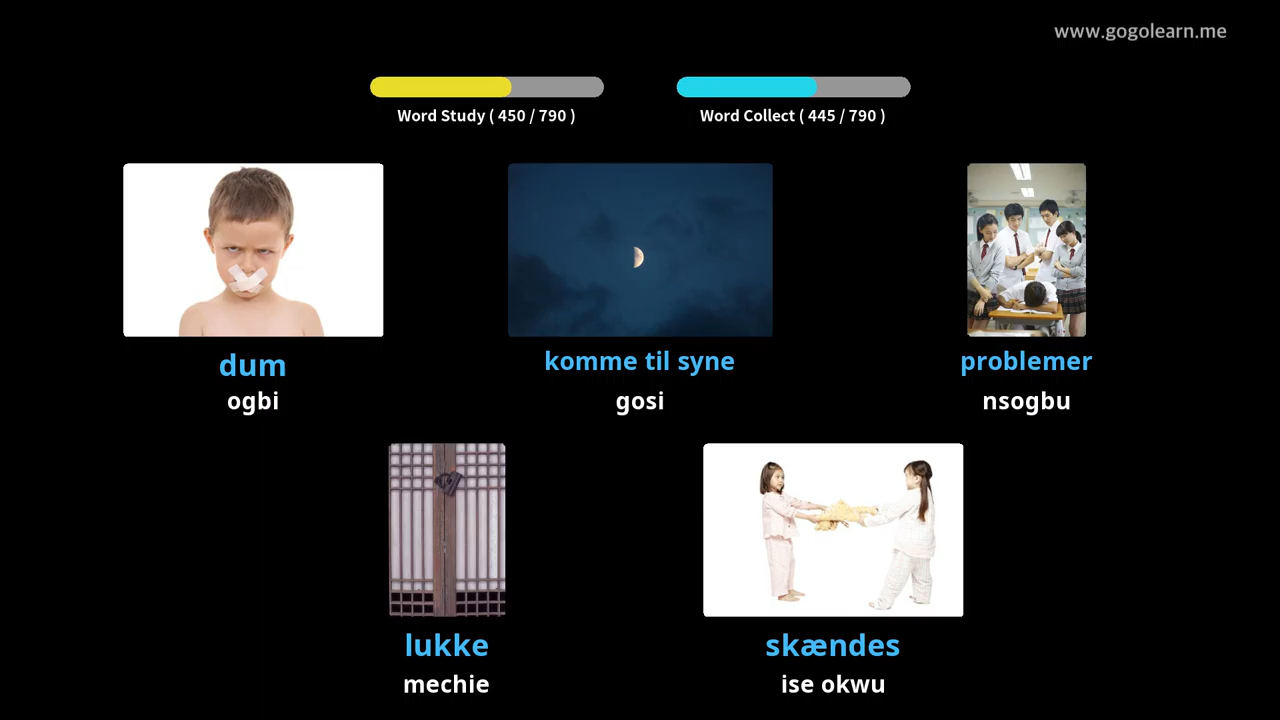 www.gogolearn.me
Word Study ( 450 / 790 )
Word Collect ( 445 / 790 )
dum
ogbi
komme til syne
gosi
problemer
nsogbu
lukke
mechie
skændes
ise okwu